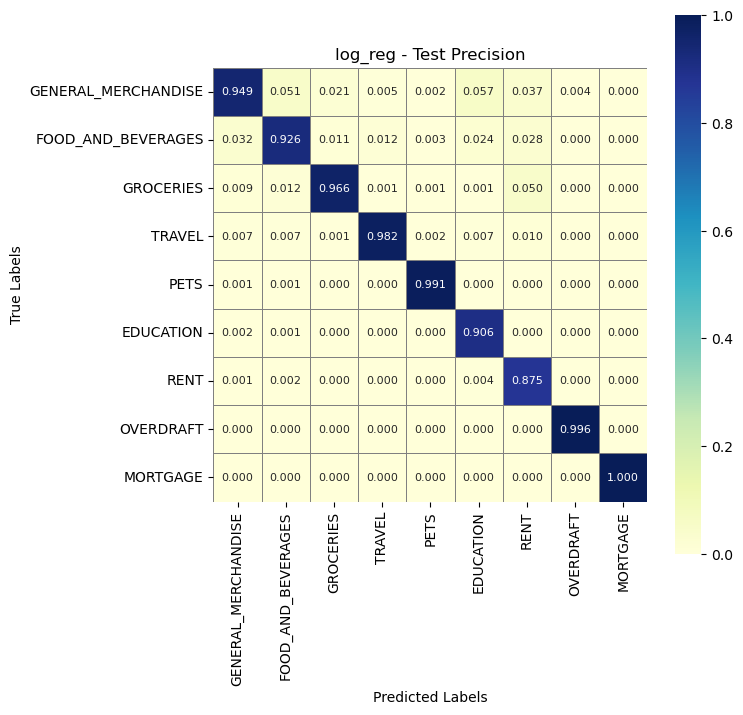 log_reg - Test Precision
GENERAL_MERCHANDISE 0.949 0.051 0.021 0.005 0.002 0.057 0.037 0.004 0.000
FOOD_AND_BEVERAGES 0.032 0.926 0.011 0.012 0.003 0.024 0.028 0.000 0.000
GROCERIES 0.009 0.012 0.966 0.001 0.001 0.001 0.050 0.000 0.000
TRAVEL 0.007 0.007 0.001 0.982 0.002 0.007 0.010 0.000 0.000
PETS 0.001 0.001 0.000 0.000 0.991 0.000 0.000 0.000 0.000
EDUCATION 0.002 0.001 0.000 0.000 0.000 0.906 0.000 0.000 0.000
RENT 0.001 0.002 0.000 0.000 0.000 0.004 0.875 0.000 0.000
OVERDRAFT 0.000 0.000 0.000 0.000 0.000 0.000 0.000 0.996 0.000
MORTGAGE 0.000 0.000 0.000 0.000 0.000 0.000 0.000 0.000 1.000
True Labels
GENERAL_MERCHANDISE
FOOD_AND_BEVERAGES
GROCERIES
TRAVEL
PETS
EDUCATION
RENT
OVERDRAFT
MORTGAGE
Predicted Labels
1.0
0.8
0.6
0.4
0.2
0.0